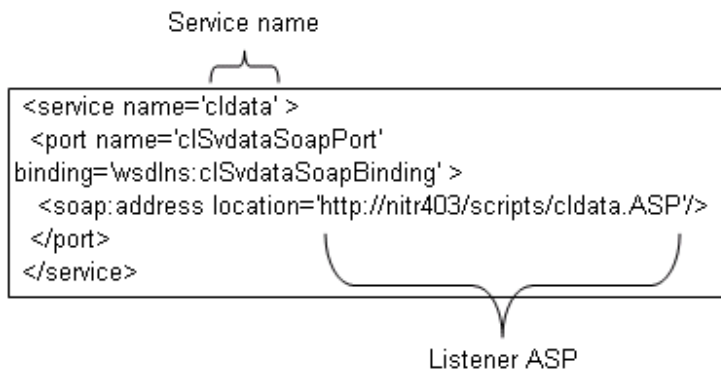 Service name
<service name='cldata' >
<port name='clSvdataSoapPort'
binding='wsdlns:clSvdataSoapBinding' >
<soap:address location='http://nitr403/scripts/cldata.ASP'/>
</port>
</service>
Listener ASP